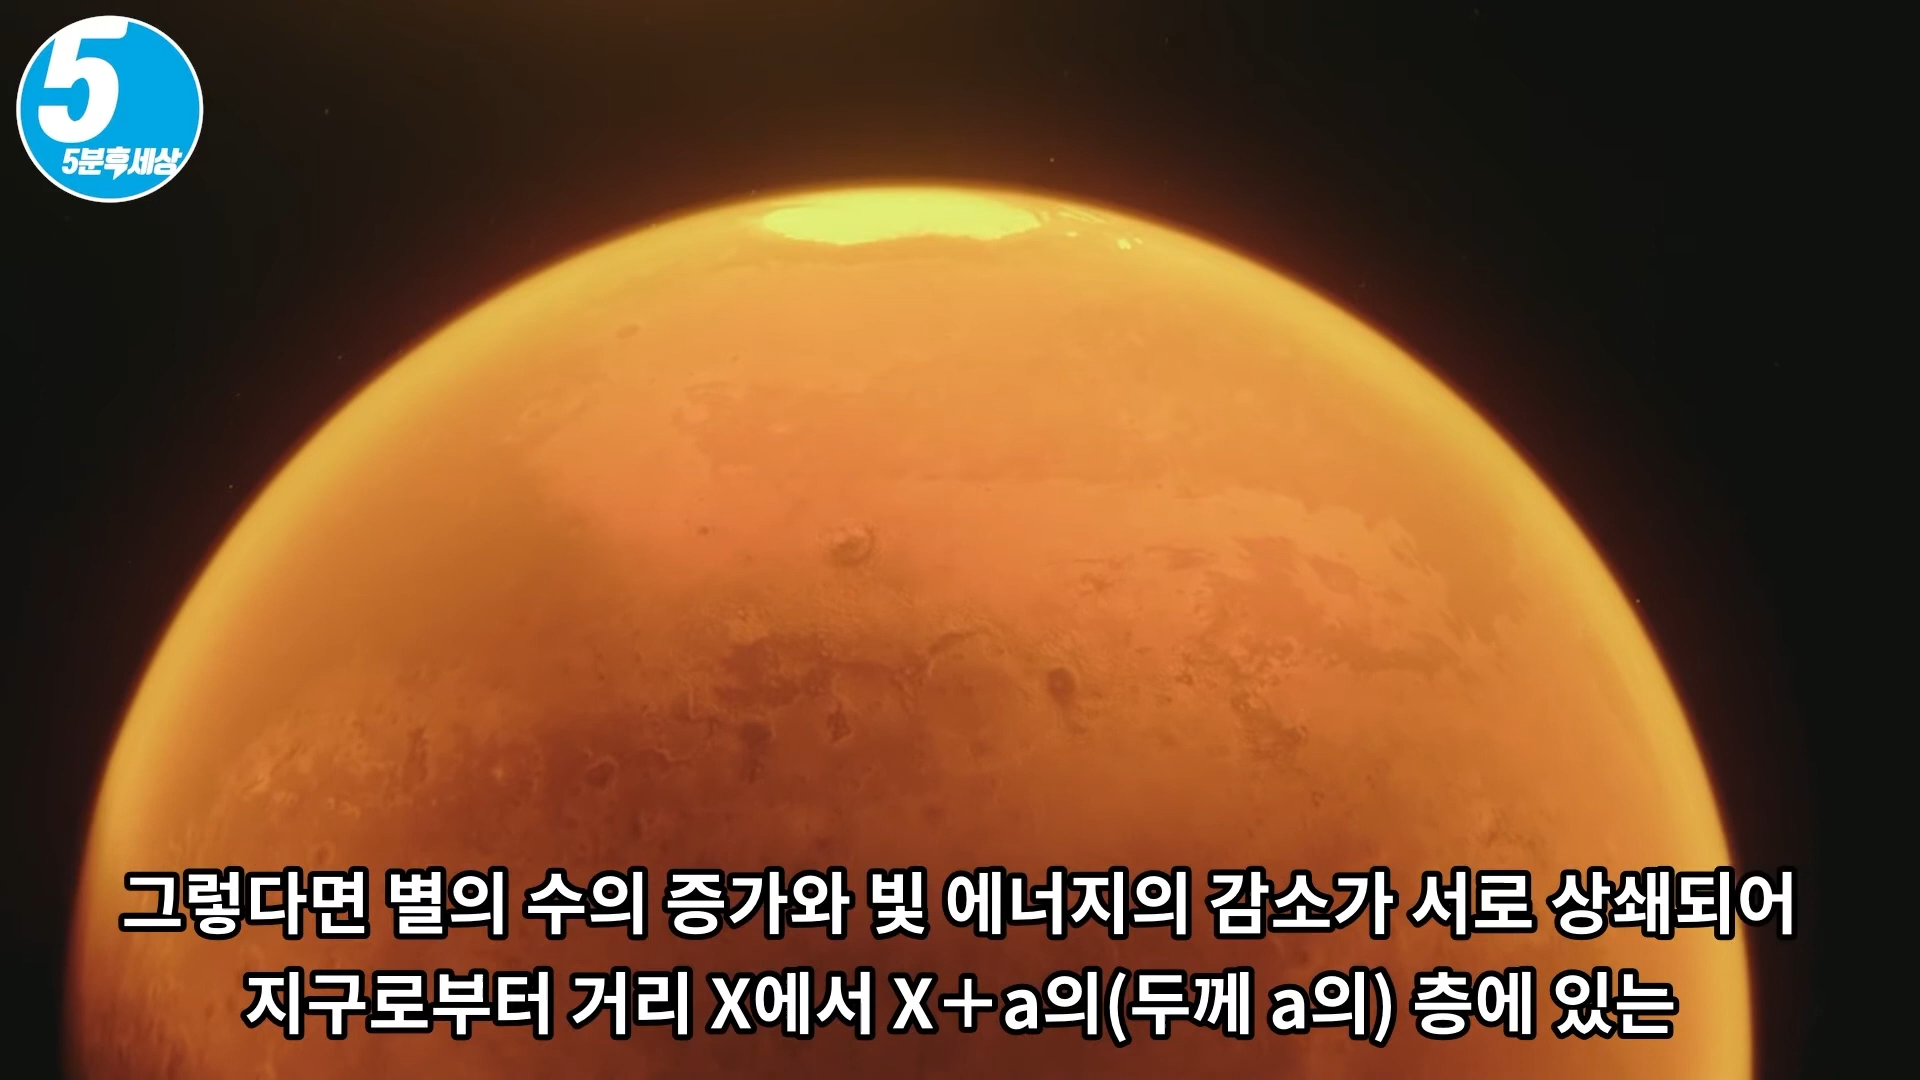 5
5분혹세상
그렇다면 별의 수의 증가와 빛 에너지의 감소가 서로 상쇄되어
지구로부터 거리 X에서 X+a의(두께 a의) 층에 있는